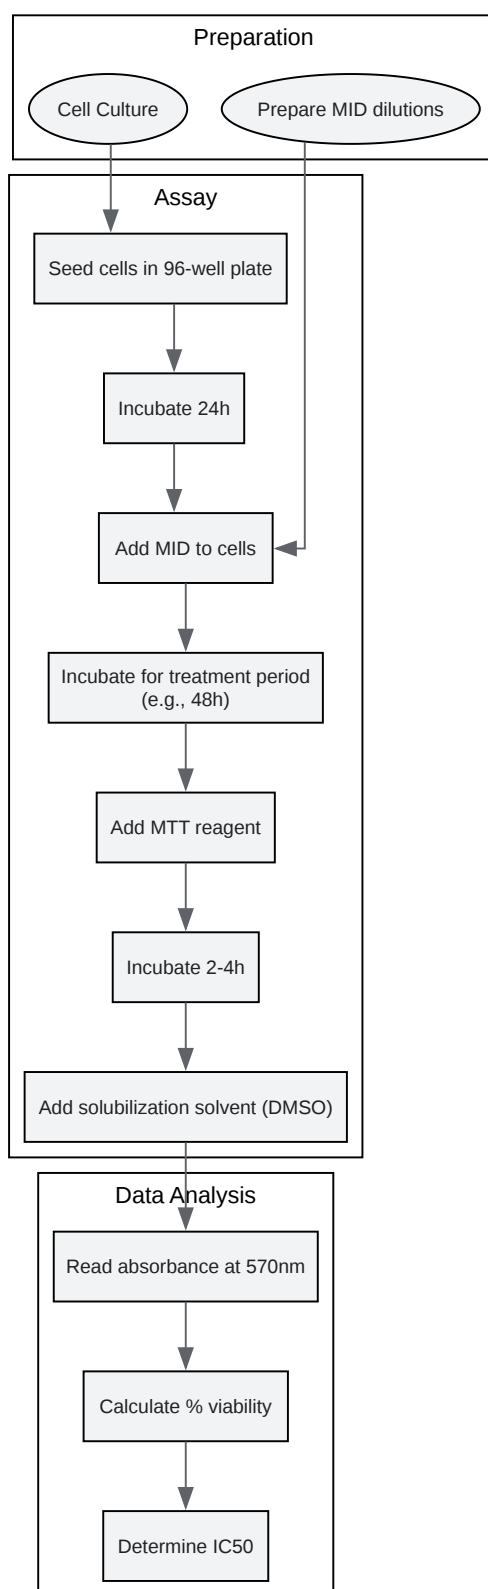 Preparation
Cell Culture
Prepare MID dilutions
Assay
Seed cells in 96-well plate
Incubate 24h
Add MID to cells
Incubate for treatment period
(e.g., 48h)
Add MTT reagent
Incubate 2-4h
Add solubilization solvent (DMSO)
Data Analysis
Read absorbance at 570nm
Calculate % viability
Determine IC50